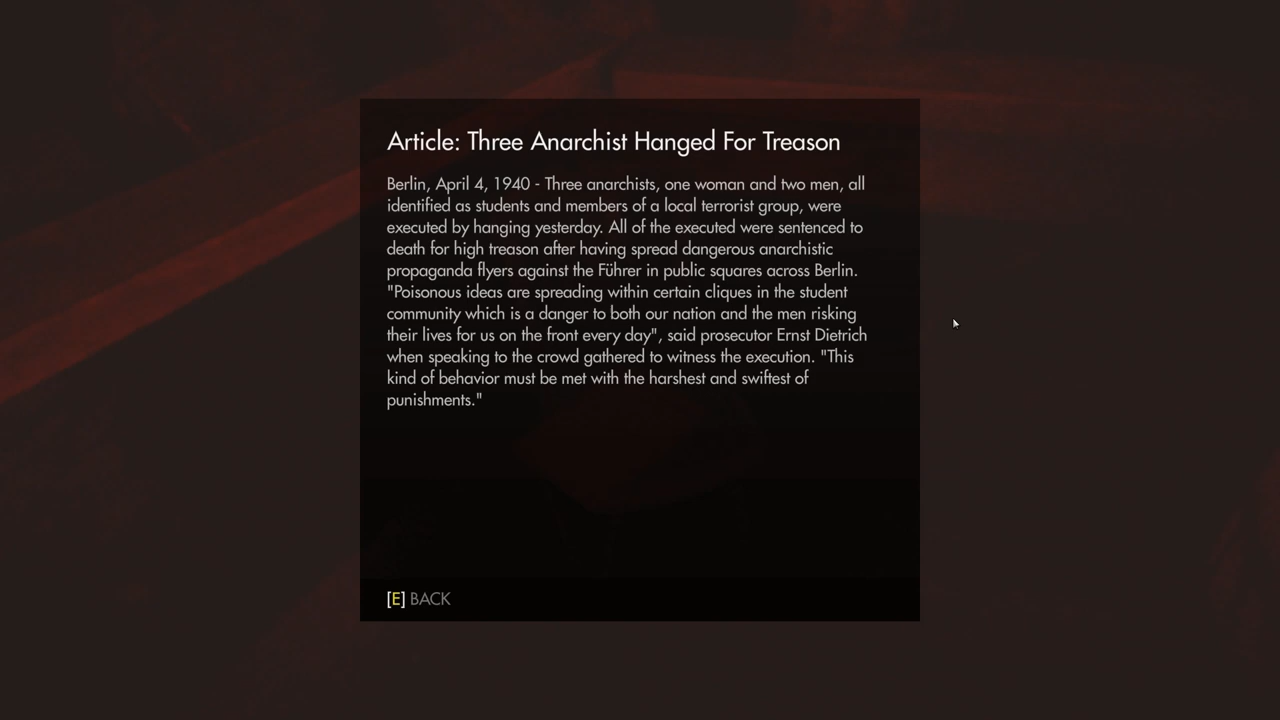 Article: Three Anarchist Hanged For Treason
Berlin, April 4, 1940 - Three anarchists, one woman and two men, all
identified as students and members of a local terrorist group, were
executed by hanging yesterday. All of the executed were sentenced to
death for high treason after having spread dangerous anarchistic
propaganda flyers against the Führer in public squares across Berlin.
"Poisonous ideas are spreading within certain cliques in the student
community which is a danger to both our nation and the men risking
their lives for us on the front every day", said prosecutor Ernst Dietrich
when speaking to the crowd gathered to witness the execution. "This
kind of behavior must be met with the harshest and swiftest of
punishments."
[E] BACK